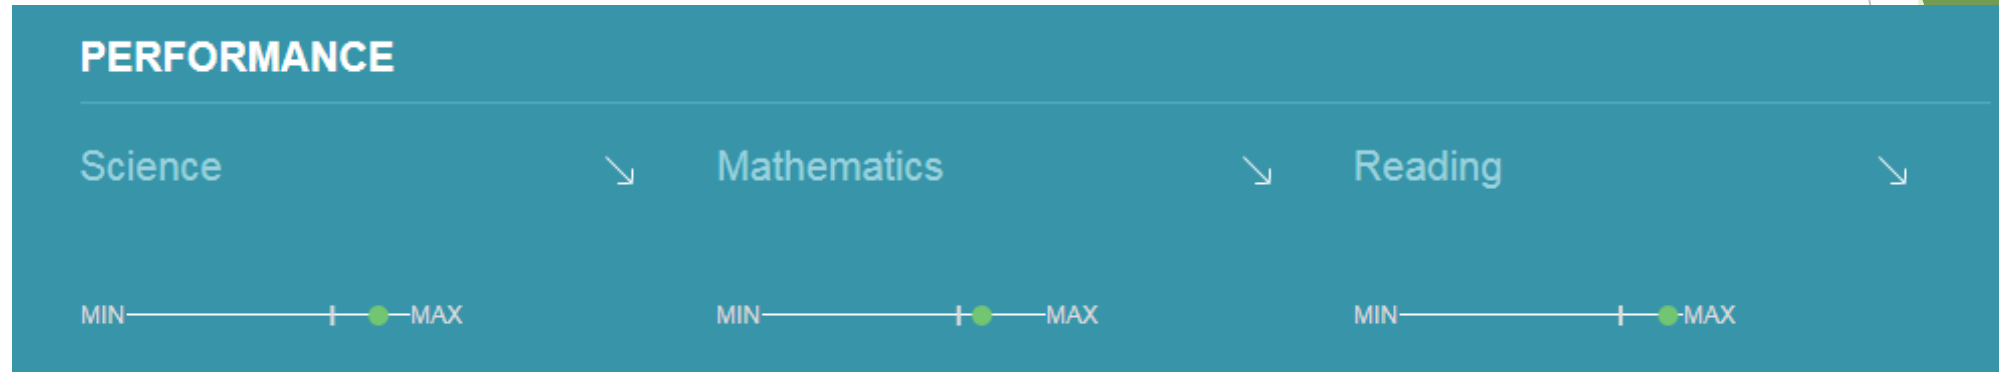 PERFORMANCE
Science Mathematics Reading
MIN MAX MIN MAX MIN MAX